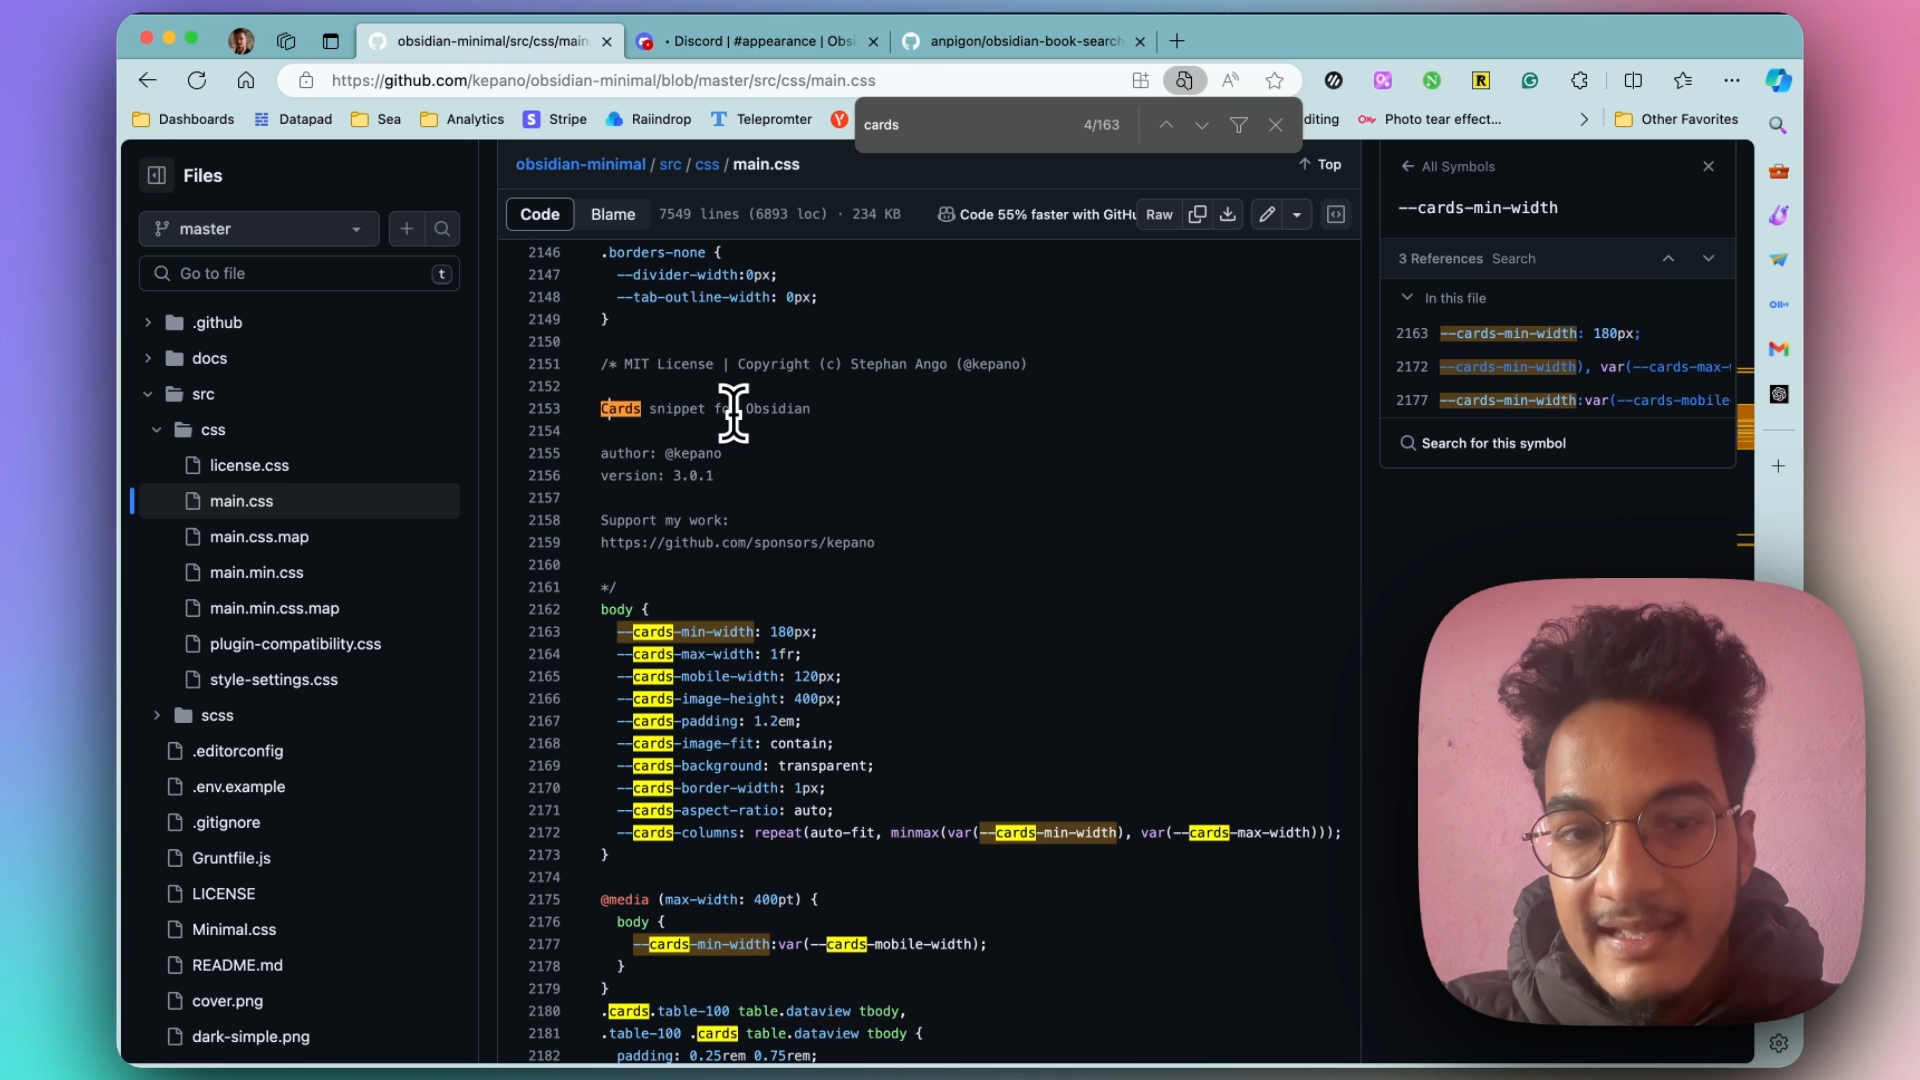 obsidian-minimal/src/css/main.
• Discord | #appearance | Obsi
anpigon/obsidian-book-search
https://github.com/kepano/obsidian-minimal/blob/master/src/css/main.css
Dashboards
Datapad
Sea
Analytics
Stripe
Raiindrop
Telepromter
diting
Photo tear effect...
Other Favorites
cards
4/163
Files
obsidian-minimal / src / css / main.css
Top
master
Code
Blame
7549 lines (6893 loc) · 234 KB
Code 55% faster with GitHu
Raw
Go to file
t
.github
docs
src
css
license.css
main.css
main.css.map
main.min.css
main.min.css.map
plugin-compatibility.css
style-settings.css
scss
.editorconfig
.env.example
.gitignore
Gruntfile.js
LICENSE
Minimal.css
README.md
cover.png
dark-simple.png
2146 .borders-none {
2147 --divider-width:0px;
2148 --tab-outline-width: 0px;
2149 }
2150
2151 /* MIT License | Copyright (c) Stephan Ango (@kepano)
2152
2153 Cards snippet for Obsidian
2154
2155 author: @kepano
2156 version: 3.0.1
2157
2158 Support my work:
2159 https://github.com/sponsors/kepano
2160
2161 */
2162 body {
2163 --cards-min-width: 180px;
2164 --cards-max-width: 1fr;
2165 --cards-mobile-width: 120px;
2166 --cards-image-height: 400px;
2167 --cards-padding: 1.2em;
2168 --cards-image-fit: contain;
2169 --cards-background: transparent;
2170 --cards-border-width: 1px;
2171 --cards-aspect-ratio: auto;
2172 --cards-columns: repeat(auto-fit, minmax(var(--cards-min-width), var(--cards-max-width)));
2173 }
2174
2175 @media (max-width: 400pt) {
2176 body {
2177 --cards-min-width:var(--cards-mobile-width);
2178 }
2179 }
2180 .cards.table-100 table.dataview tbody,
2181 .table-100 .cards table.dataview tbody {
2182 padding: 0.25rem 0.75rem;
All Symbols
--cards-min-width
3 References Search
In this file
2163 --cards-min-width: 180px;
2172 --cards-min-width), var(--cards-max-
2177 --cards-min-width:var(--cards-mobile
Search for this symbol